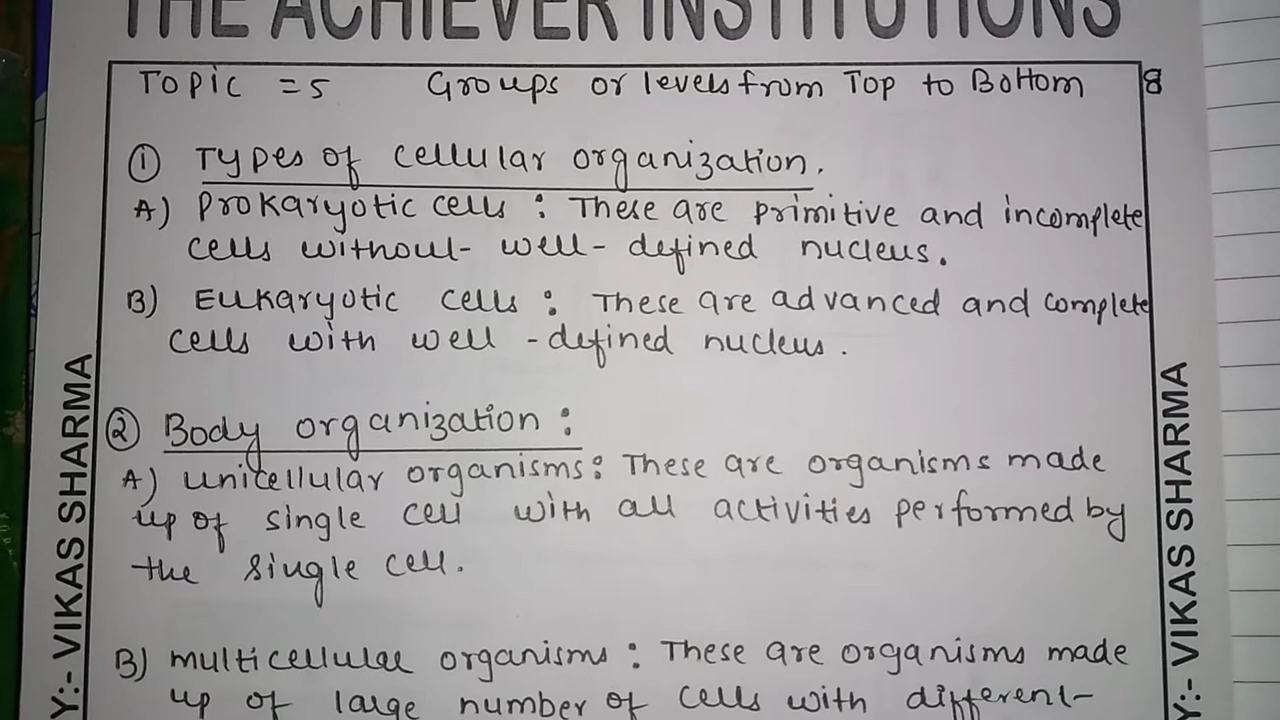 THE ACHIEVER INSTITUTIONS
Topic = 5 Groups or levels from Top to Bottom
8
① Types of cellular organization.
A) Prokaryotic cells : These are primitive and incomplete
cells without well-defined nucleus.
B) Eukaryotic cells : These are advanced and complete
cells with well-defined nucleus.
② Body organization :
A) unicellular organisms : These are organisms made
up of single cell with all activities performed by
the single cell.
B) multicellular organisms : These are organisms made
up of large number of cells with different
Y:- VIKAS SHARMA
Y:- VIKAS SHARMA